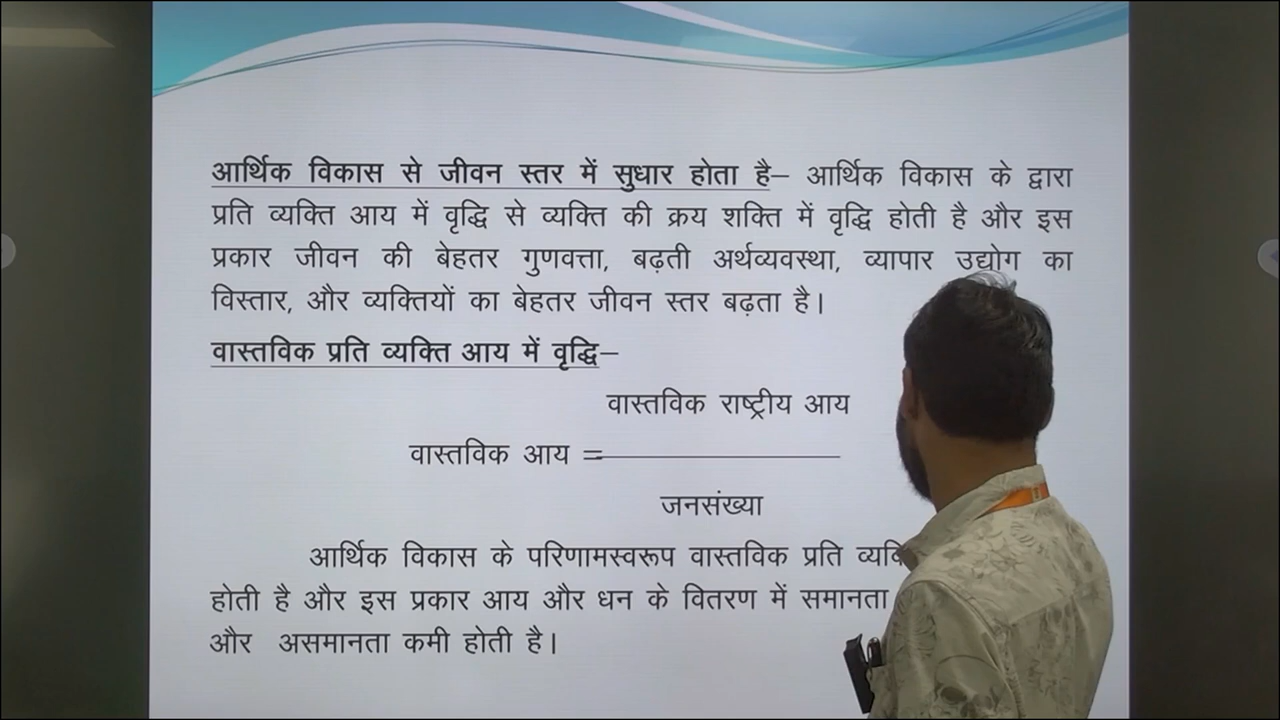 आर्थिक विकास से जीवन स्तर में सुधार होता है– आर्थिक विकास के द्वारा
प्रति व्यक्ति आय में वृद्धि से व्यक्ति की क्रय शक्ति में वृद्धि होती है और इस
प्रकार जीवन की बेहतर गुणवत्ता, बढ़ती अर्थव्यवस्था, व्यापार उद्योग का
विस्तार, और व्यक्तियों का बेहतर जीवन स्तर बढ़ता है।
वास्तविक प्रति व्यक्ति आय में वृद्धि–
वास्तविक राष्ट्रीय आय
वास्तविक आय =
जनसंख्या
आर्थिक विकास के परिणामस्वरूप वास्तविक प्रति
होती है और इस प्रकार आय और धन के वितरण में समानता
और असमानता कमी होती है।